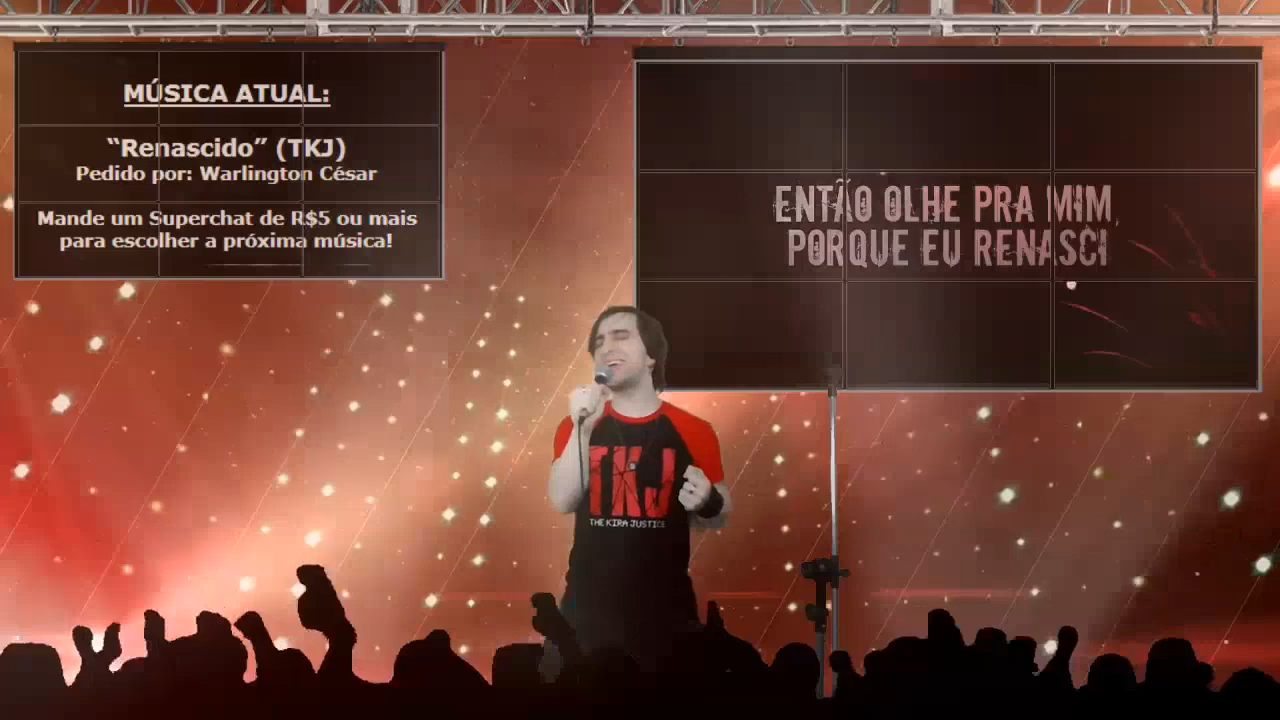 MÚSICA ATUAL:
“Renascido” (TKJ)
Pedido por: Warlington César
Mande um Superchat de R$5 ou mais
para escolher a próxima música!
ENTÃO OLHE PRA MIM,
PORQUE EU RENASCI
TKJ
THE KIRA JUSTICE